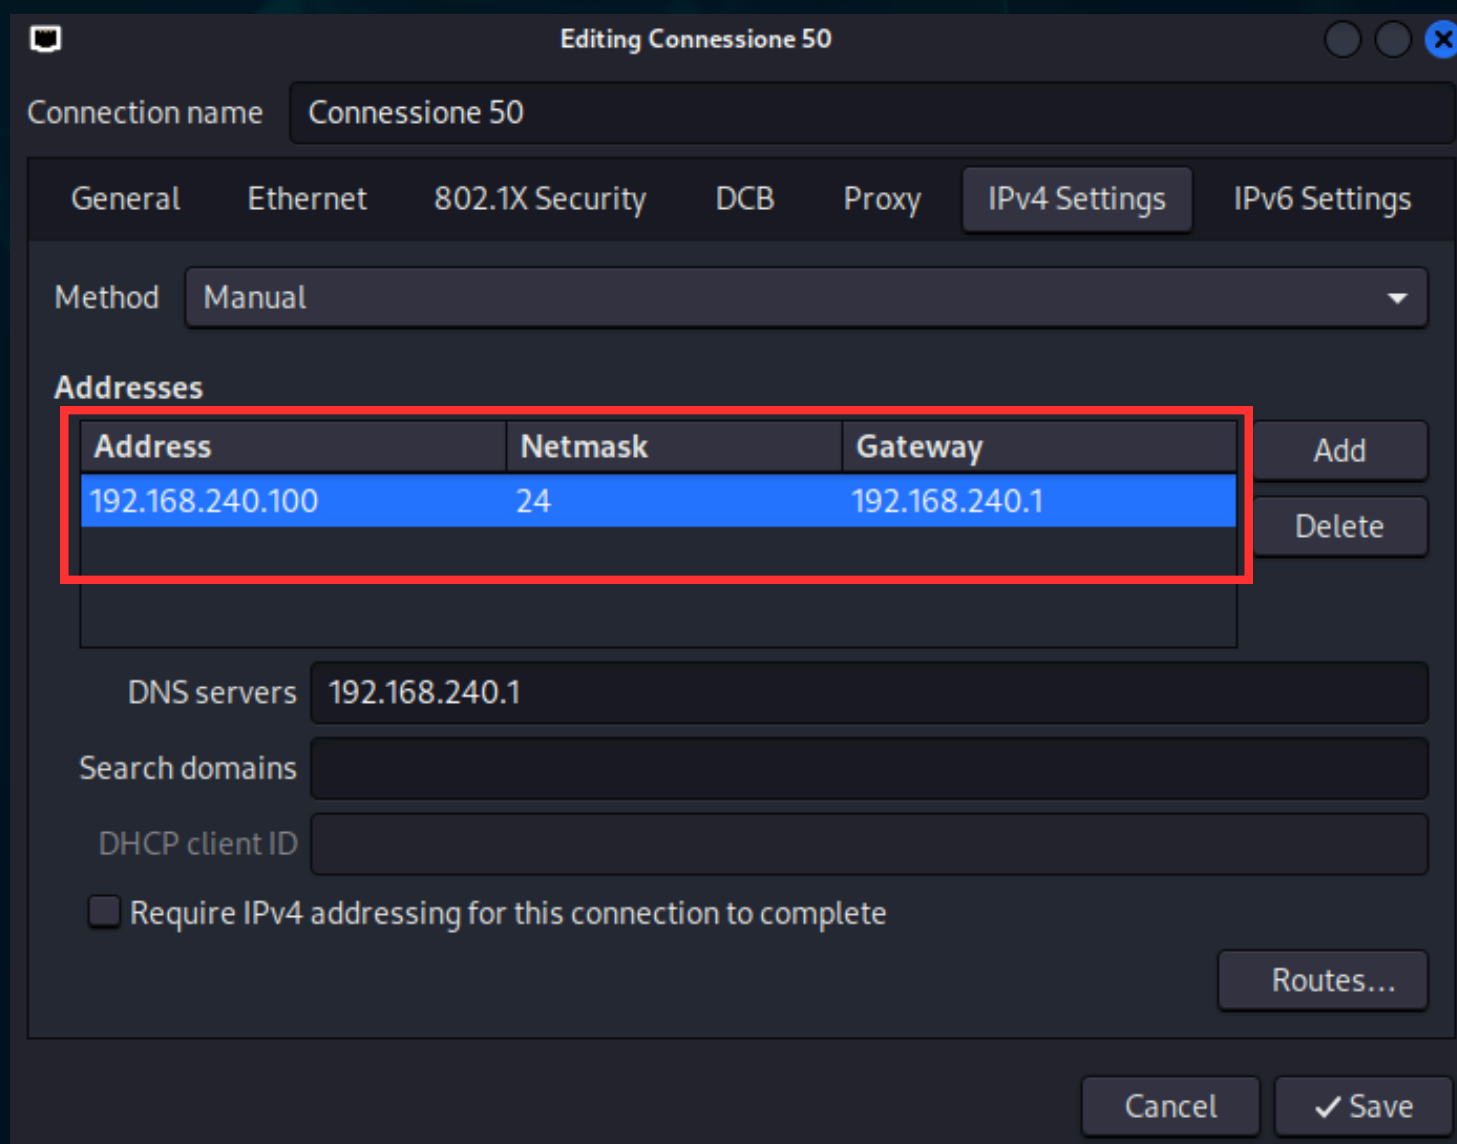 Editing Connessione 50
Connection name Connessione 50
General Ethernet 802.1X Security DCB Proxy IPv4 Settings IPv6 Settings
Method Manual
Addresses
Address Netmask Gateway Add
192.168.240.100 24 192.168.240.1
Delete
DNS servers 192.168.240.1
Search domains
DHCP client ID
Require IPv4 addressing for this connection to complete
Routes...
Cancel Save